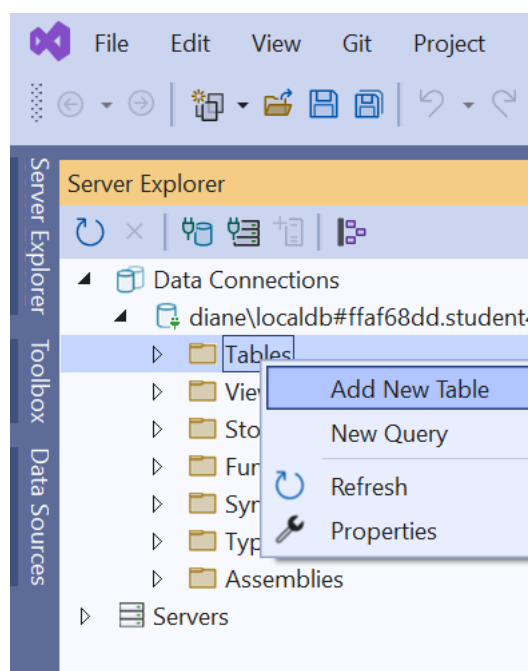 File Edit View Git Project
Server Explorer
Toolbox
Data Sources
Server Explorer
Data Connections
diane\localdb#ffaf68dd.student
Tables
Add New Table
New Query
Refresh
Properties
Assemblies
Servers